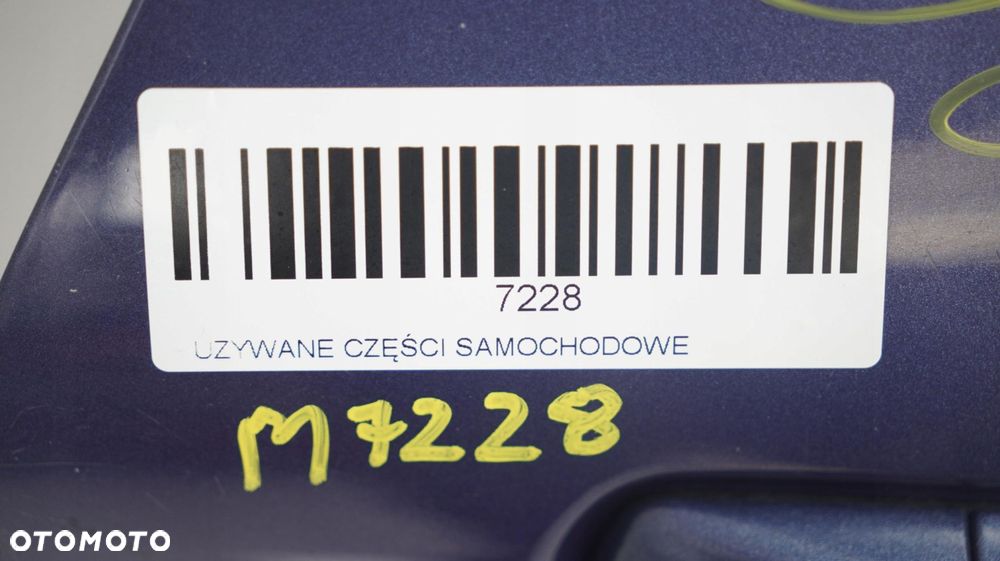 7228
UZYWANE CZĘŚCI SAMOCHODOWE
M7228
OTOMOTO